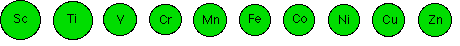 Sc Ti Y Cr Mn Fe Co Ni Cu Zn